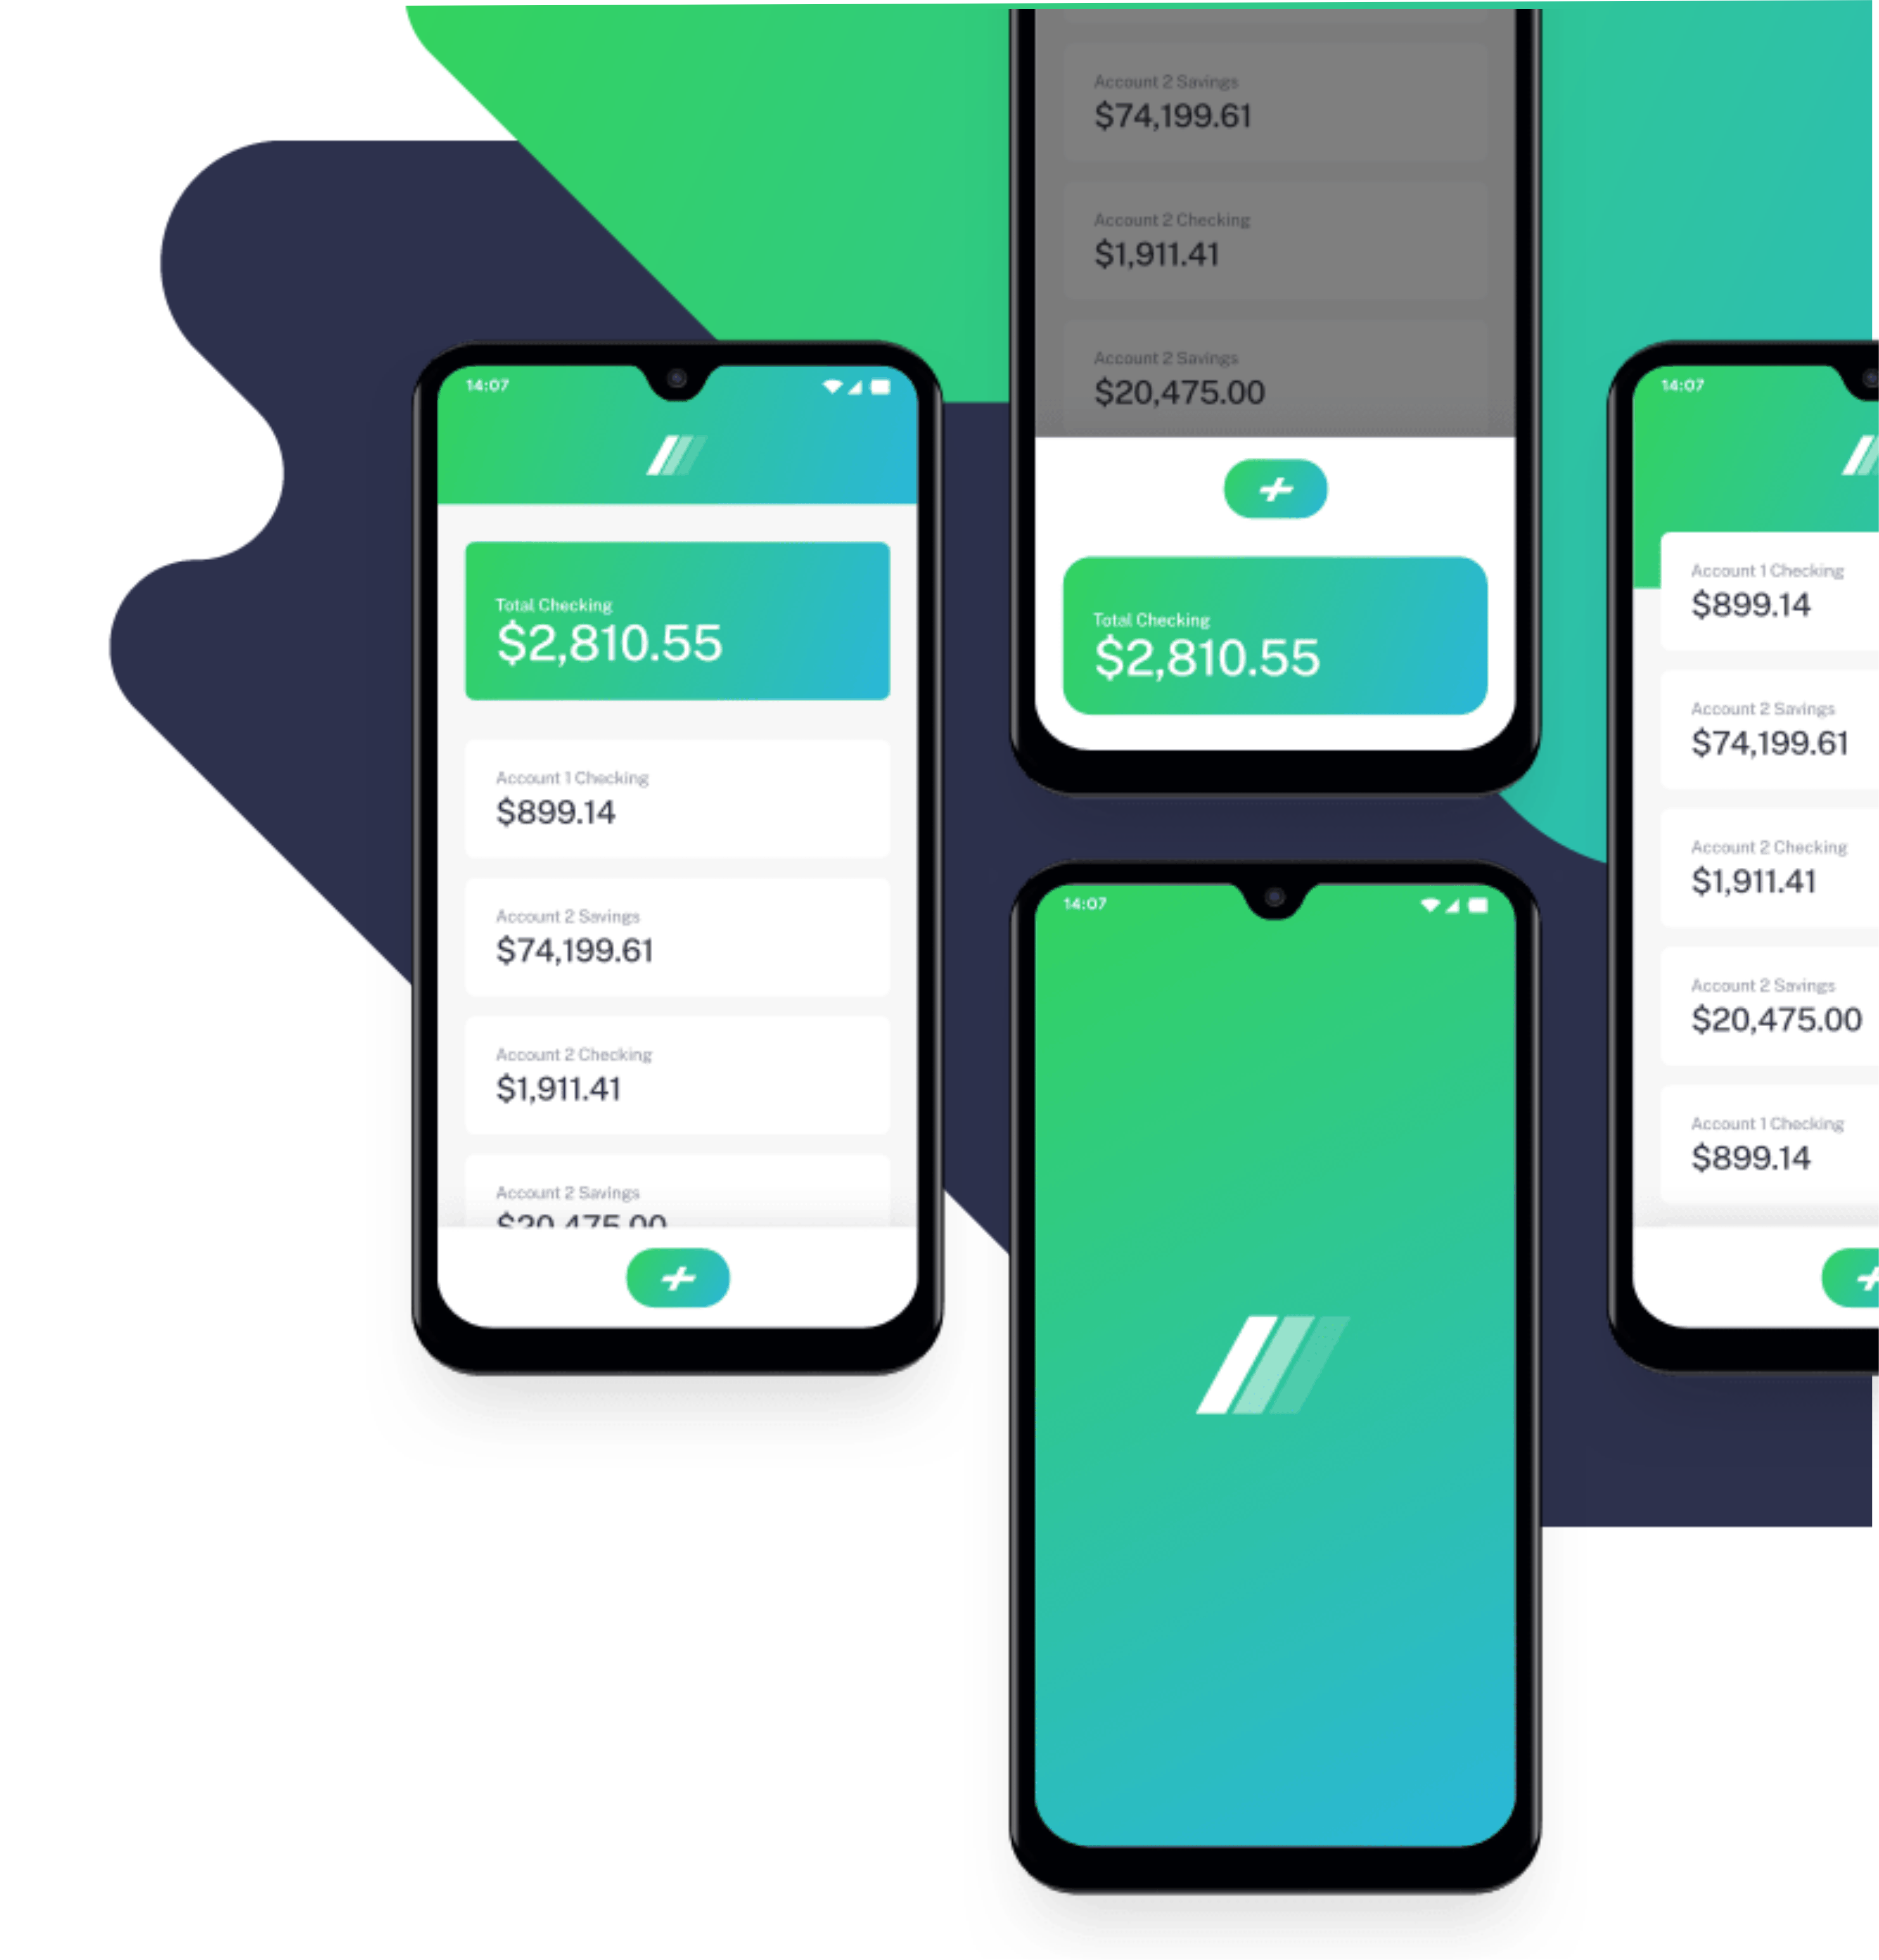 Account 2 Savings
$74,199.61
Account 2 Checking
$1,911.41
Account 2 Savings
$20,475.00
Total Checking
$2,810.55
14:07
Total Checking
$2,810.55
Account 1 Checking
$899.14
Account 2 Savings
$74,199.61
Account 2 Checking
$1,911.41
Account 2 Savings
$20,475.00
14:07
14:07
Account 1 Checking
$899.14
Account 2 Savings
$74,199.61
Account 2 Checking
$1,911.41
Account 2 Savings
$20,475.00
Account 1 Checking
$899.14